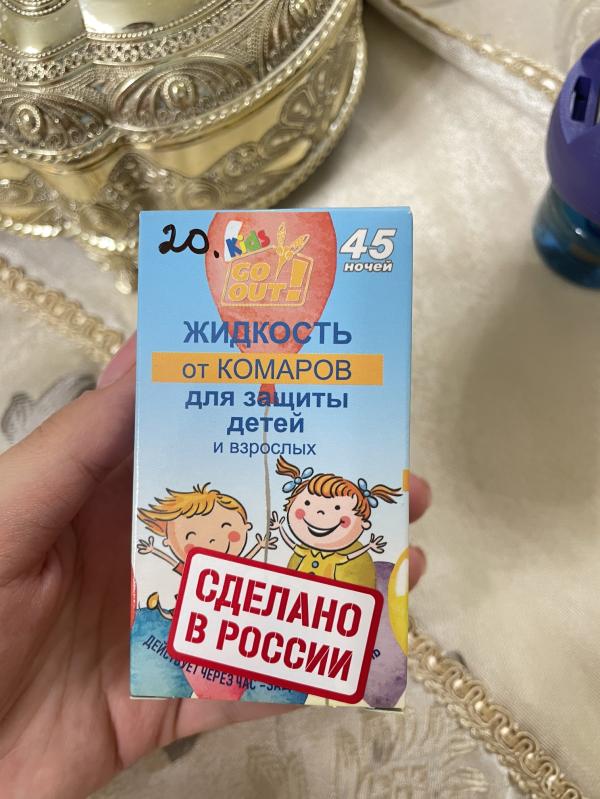 20.
Kids
GO
OUT!
45
ночей
ЖИДКОСТЬ
от КОМАРОВ
для защиты
детей
и взрослых
СДЕЛАНО
В РОССИИ
ДЕЙСТВУЕТ ЧЕРЕЗ ЧАС